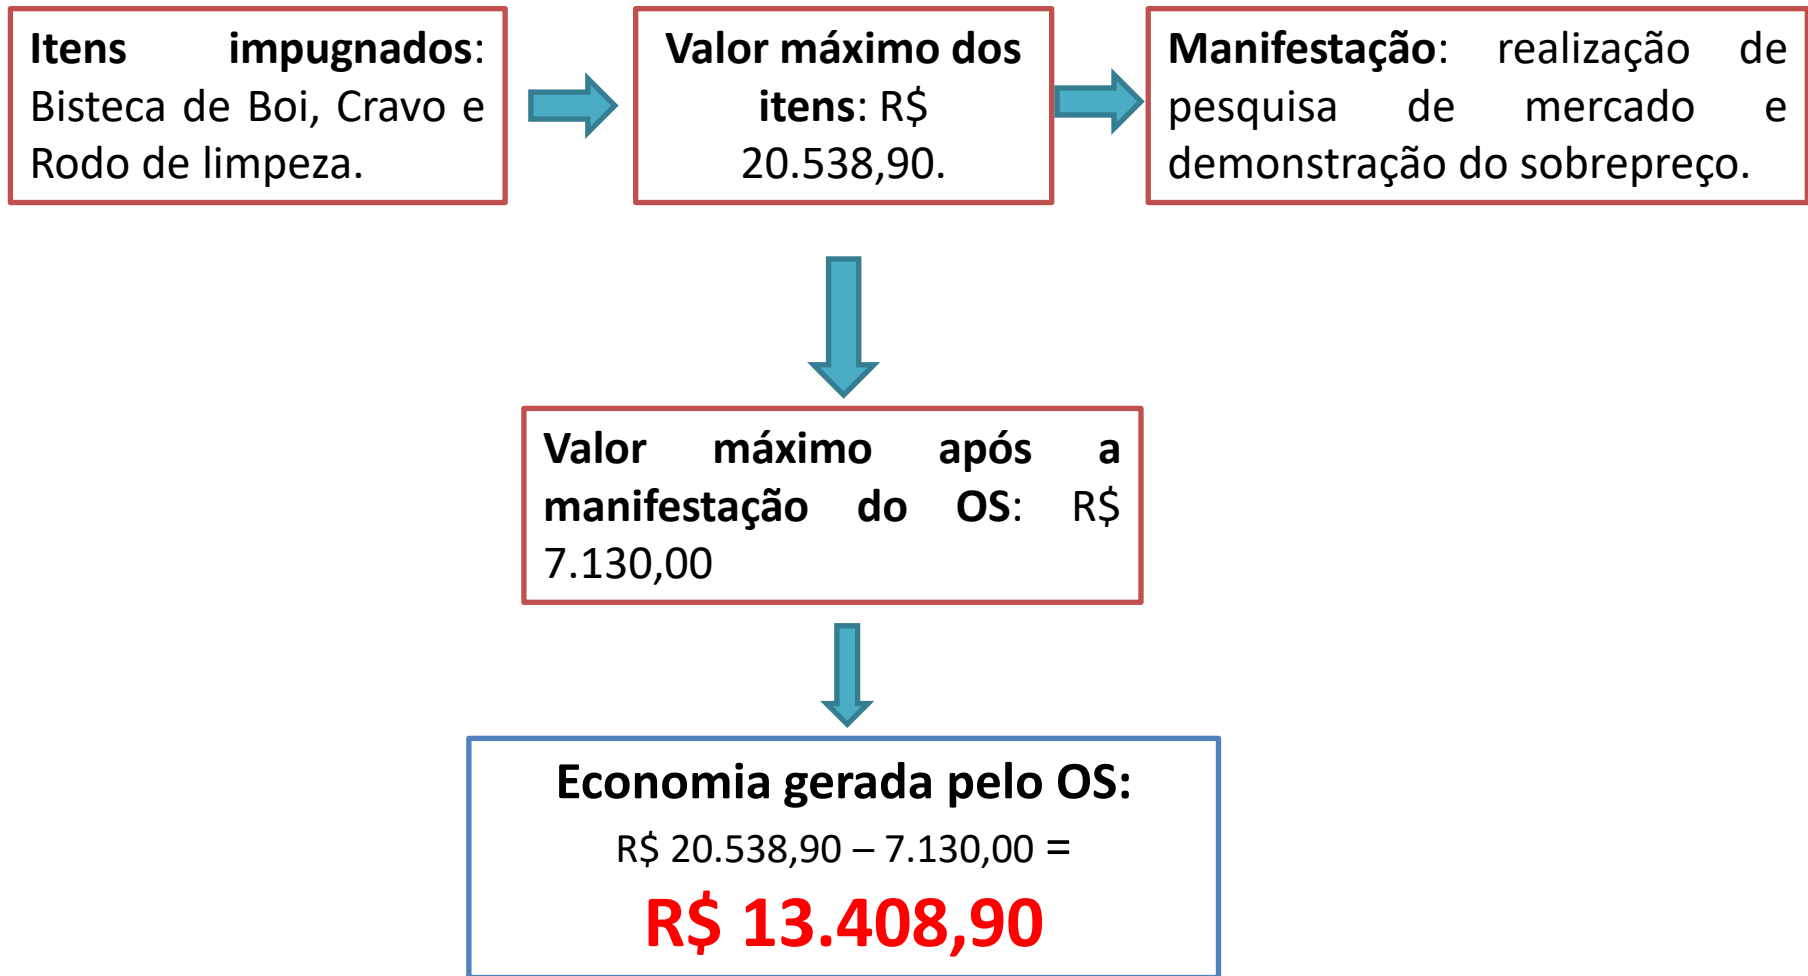 Itens impugnados:
Bisteca de Boi, Cravo e
Rodo de limpeza.
Valor máximo dos
itens: R$
20.538,90.
Manifestação: realização de
pesquisa de mercado e
demonstração do sobrepreço.
Valor máximo após a
manifestação do OS: R$
7.130,00
Economia gerada pelo OS:
R$ 20.538,90 – 7.130,00 =
R$ 13.408,90